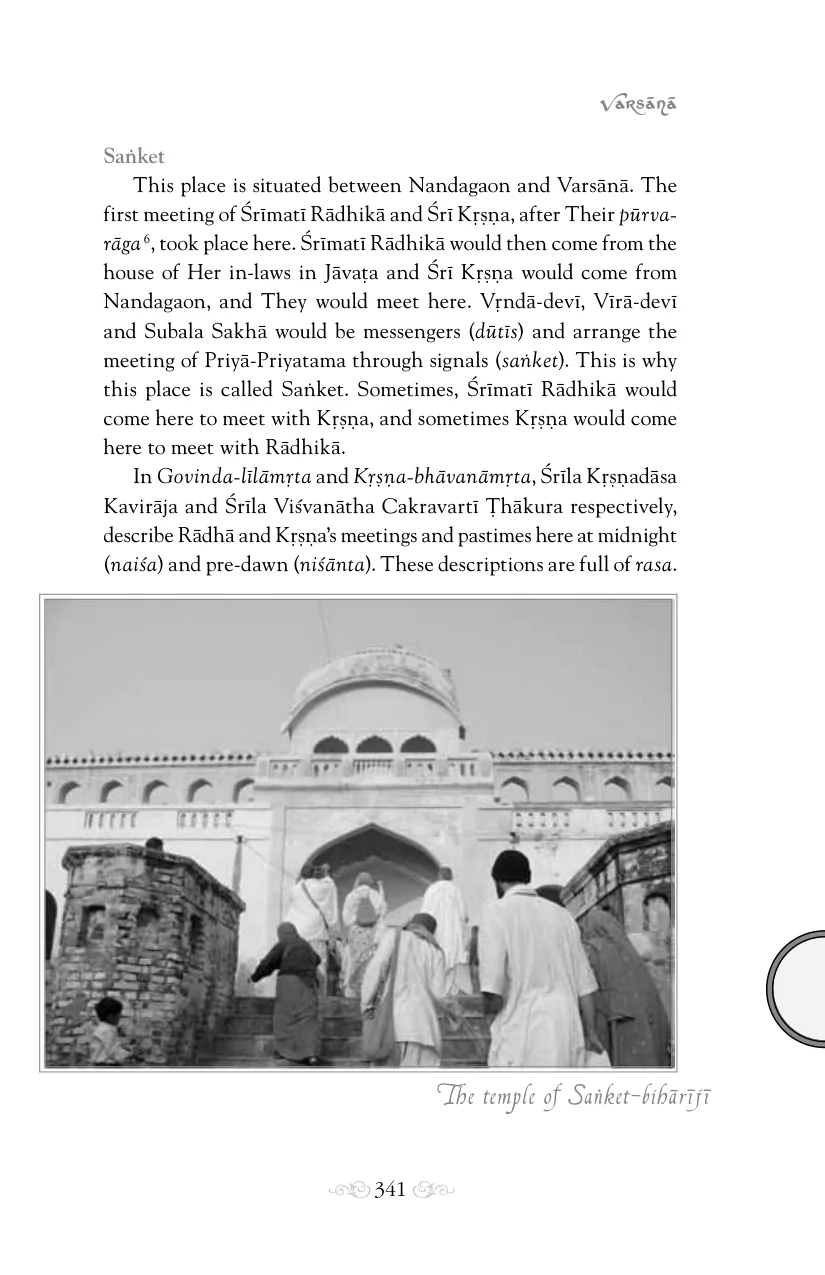 Varsāṇā
Saṅket
This place is situated between Nandagaon and Varsānā. The
first meeting of Śrīmatī Rādhikā and Śrī Kṛṣṇa, after Their pūrva-
rāga6, took place here. Śrīmatī Rādhikā would then come from the
house of Her in-laws in Jāvaṭa and Śrī Kṛṣṇa would come from
Nandagaon, and They would meet here. Vṛndā-devī, Vīrā-devī
and Subala Sakhā would be messengers (dūtīs) and arrange the
meeting of Priyā-Priyatama through signals (saṅket). This is why
this place is called Saṅket. Sometimes, Śrīmatī Rādhikā would
come here to meet with Kṛṣṇa, and sometimes Kṛṣṇa would come
here to meet with Rādhikā.
In Govinda-līlāmṛta and Kṛṣṇa-bhāvanāmṛta, Śrīla Kṛṣṇadāsa
Kavirāja and Śrīla Viśvanātha Cakravartī Ṭhākura respectively,
describe Rādhā and Kṛṣṇa's meetings and pastimes here at midnight
(naiśa) and pre-dawn (niśānta). These descriptions are full of rasa.
The temple of Saṅket-bihārījī
341